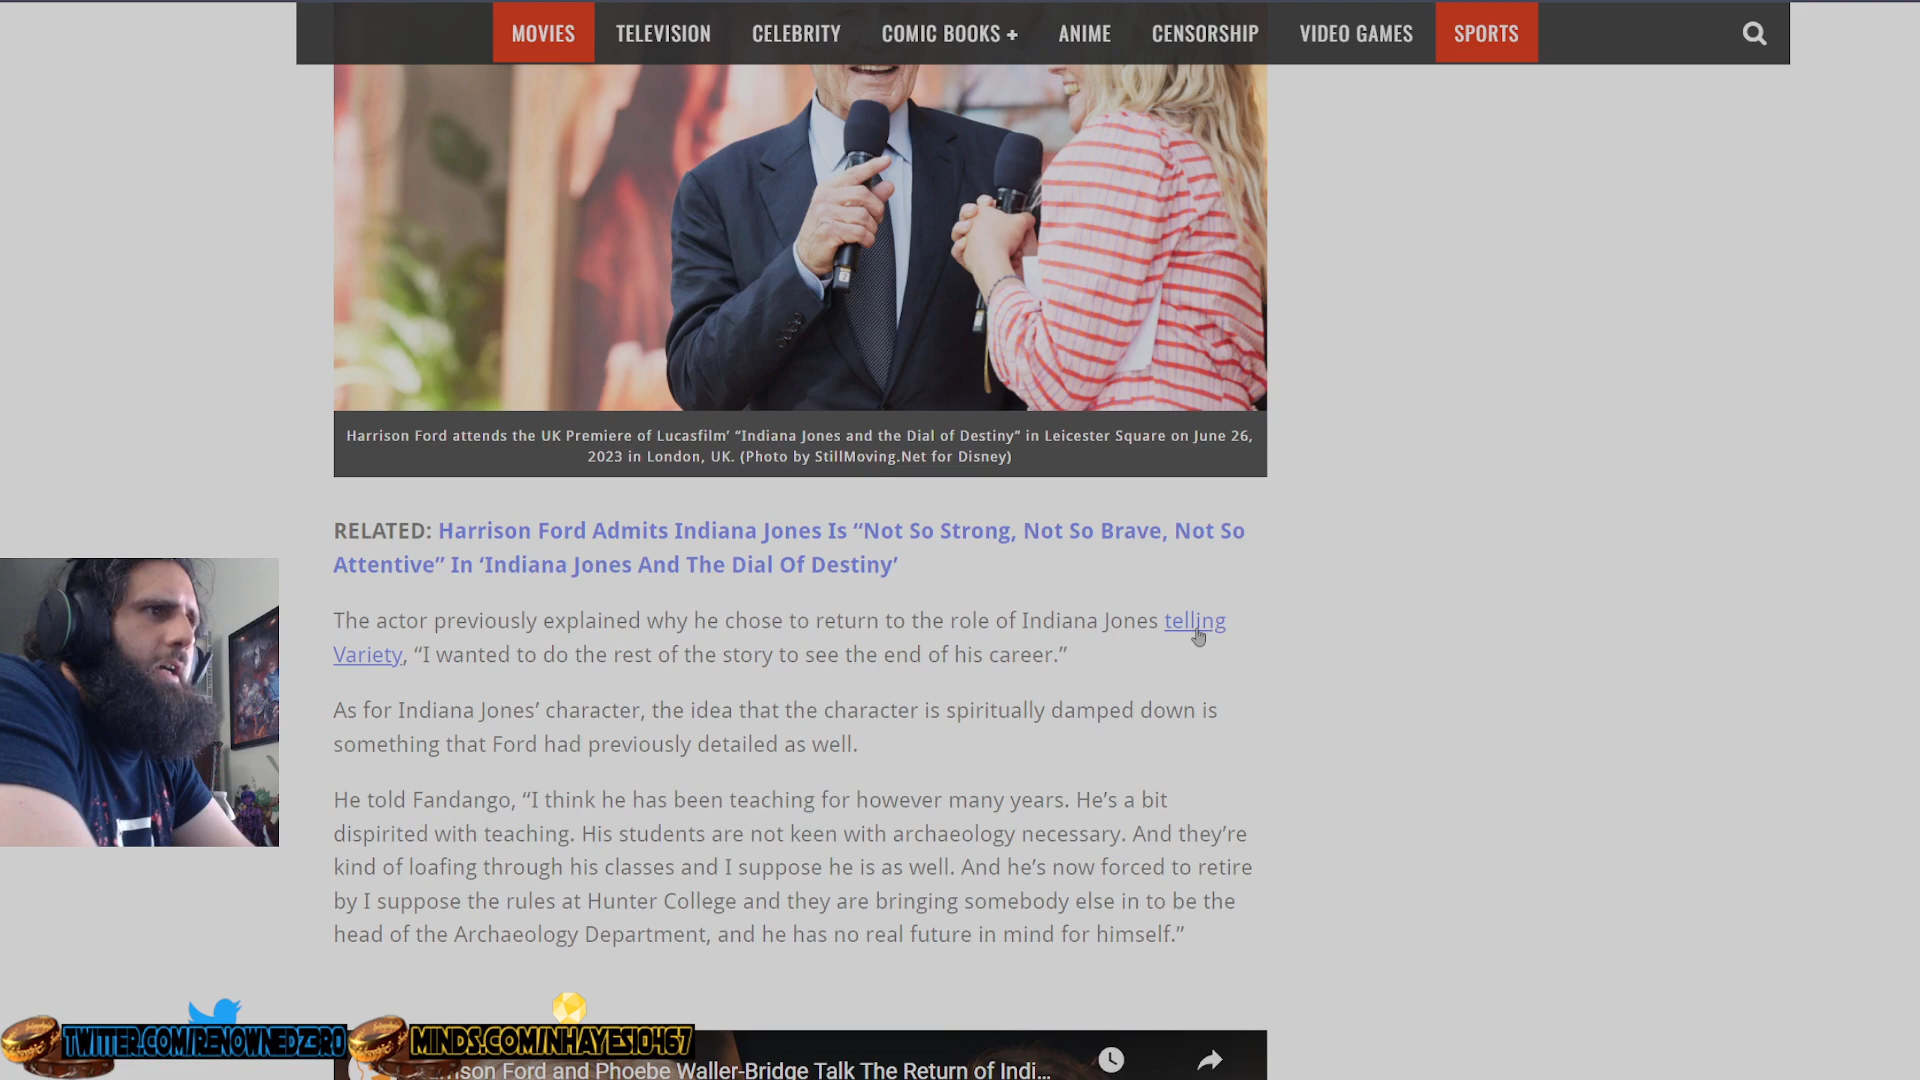 MOVIES TELEVISION CELEBRITY COMIC BOOKS + ANIME CENSORSHIP VIDEO GAMES SPORTS
Harrison Ford attends the UK Premiere of Lucasfilm' "Indiana Jones and the Dial of Destiny" in Leicester Square on June 26,
2023 in London, UK. (Photo by StillMoving.Net for Disney)
RELATED: Harrison Ford Admits Indiana Jones Is “Not So Strong, Not So Brave, Not So
Attentive” In ‘Indiana Jones And The Dial Of Destiny’
The actor previously explained why he chose to return to the role of Indiana Jones telling
Variety, “I wanted to do the rest of the story to see the end of his career.”
As for Indiana Jones’ character, the idea that the character is spiritually damped down is
something that Ford had previously detailed as well.
He told Fandango, “I think he has been teaching for however many years. He’s a bit
dispirited with teaching. His students are not keen with archaeology necessary. And they’re
kind of loafing through his classes and I suppose he is as well. And he’s now forced to retire
by I suppose the rules at Hunter College and they are bringing somebody else in to be the
head of the Archaeology Department, and he has no real future in mind for himself.”
TWITTER.COM/RENOWNEDZ3RO MINDS.COM/NHAYES10467
Ford and Phoebe Waller-Bridge Talk The Return of Indi...